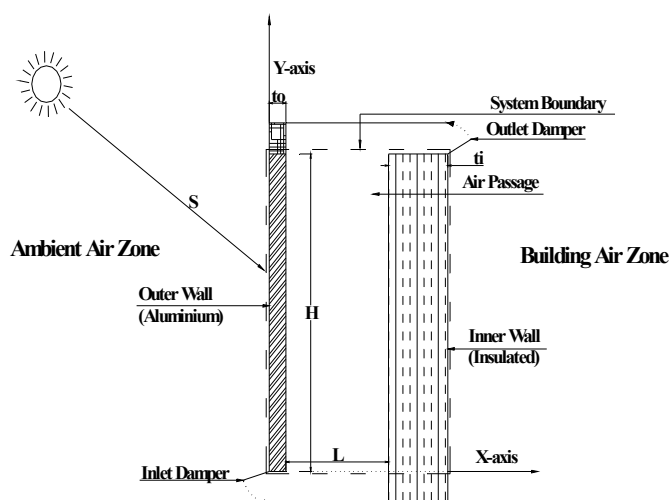 Y-axis
to
System Boundary
Outlet Damper
ti
Air Passage
S
Ambient Air Zone
Building Air Zone
Outer Wall
(Aluminium)
H
Inner Wall
(Insulated)
L
X-axis
Inlet Damper